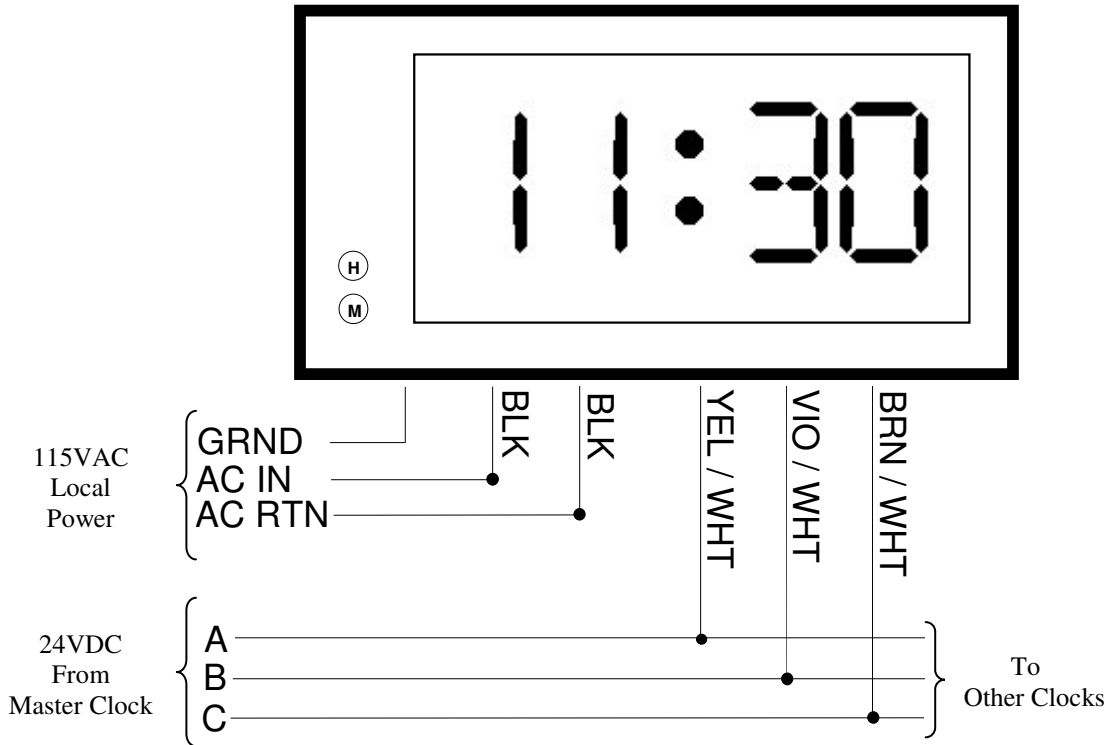 11:30
H
M
BLK
BLK
YEL / WHT
VIO / WHT
BRN / WHT
115VAC
Local
Power
GRND
AC IN
AC RTN
24VDC
From
Master Clock
A
B
C
To
Other Clocks